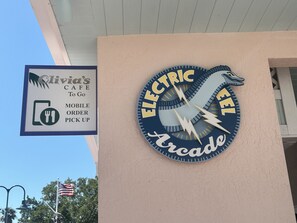 Olivia's
CAFE
To Go
MOBILE
ORDER
PICK UP
ELECTRIC EEL
Arcade